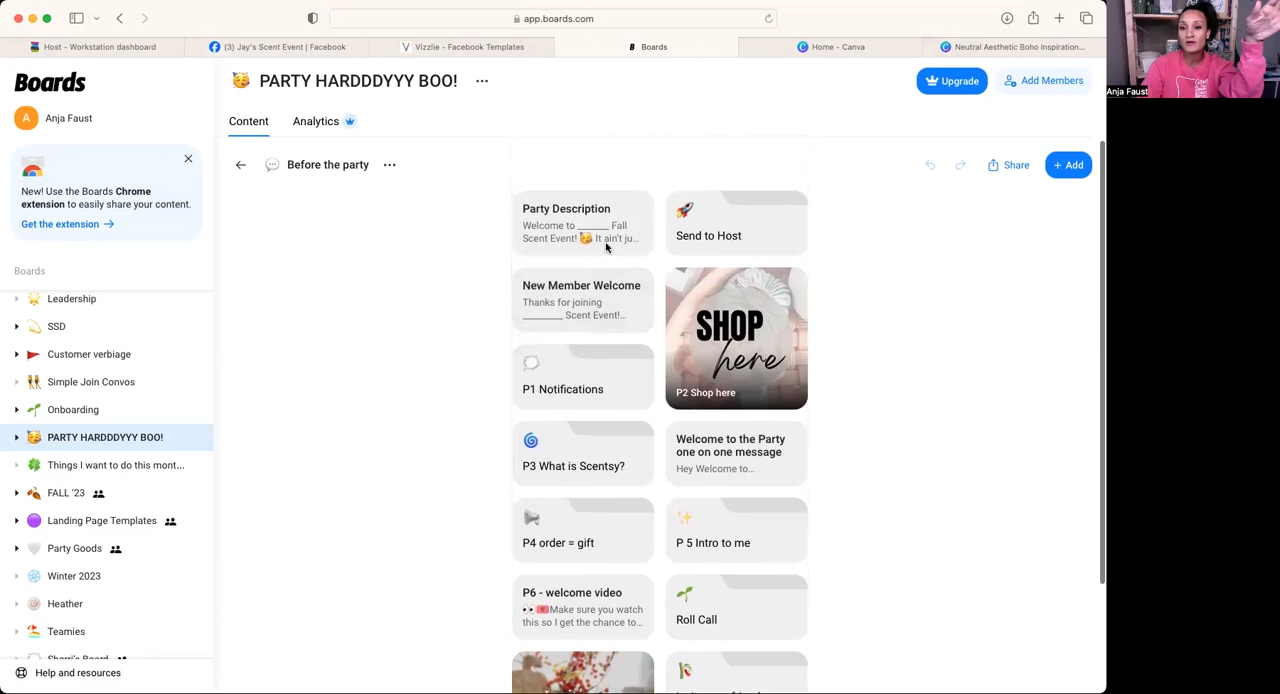 app.boards.com
Host - Workstation dashboard
(3) Jay's Scent Event! | Facebook
Vizzlie - Facebook Templates
Boards
Home - Canva
Neutral Aesthetic Boho Inspiration...
Boards
Anja Faust
New! Use the Boards Chrome
extension to easily share your content.
Get the extension
Boards
Leadership
SSD
Customer verbiage
Simple Join Convos
Onboarding
PARTY HARDDDYYY BOO!
Things I want to do this mont...
FALL '23
Landing Page Templates
Party Goods
Winter 2023
Heather
Teamies
Help and resources
PARTY HARDDDYYY BOO!
Upgrade
Add Members
Content
Analytics
Before the party
Share
+ Add
Party Description
Welcome to ______ Fall
Scent Event! 🥳 It ain't ju...
Send to Host
New Member Welcome
Thanks for joining
________ Scent Event!...
SHOP
here
P2 Shop here
P1 Notifications
P3 What is Scentsy?
Welcome to the Party
one on one message
Hey Welcome to...
P4 order = gift
P 5 Intro to me
P6 - welcome video
👀🎟️Make sure you watch
this so I get the chance to...
Roll Call
Anja Faust